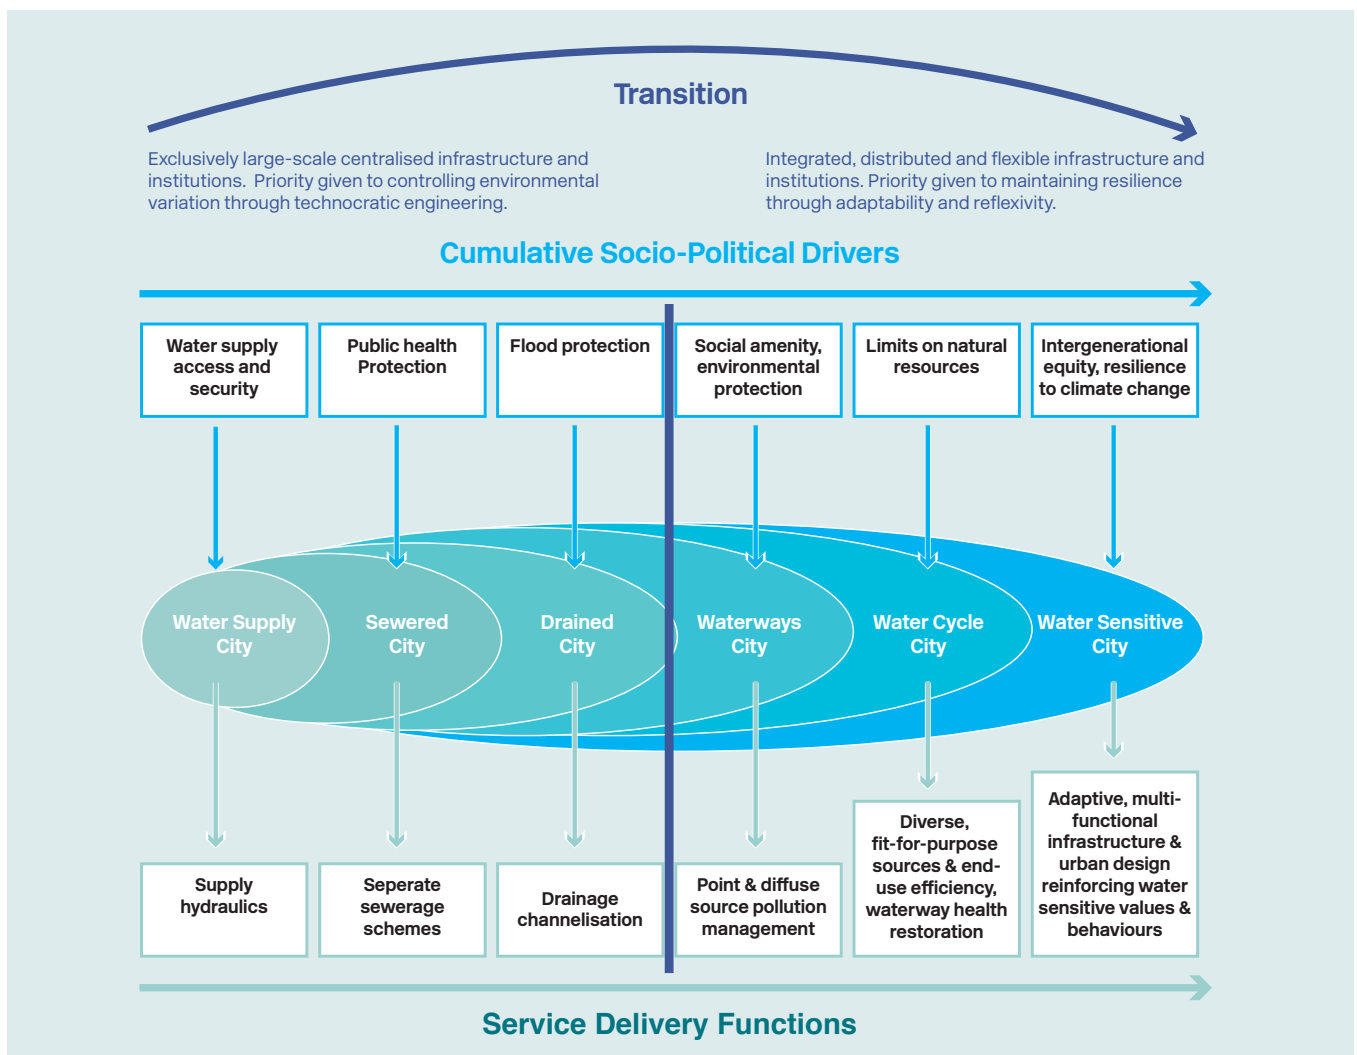 Transition
Exclusively large-scale centralised infrastructure and
institutions. Priority given to controlling environmental
variation through technocratic engineering.
Integrated, distributed and flexible infrastructure and
institutions. Priority given to maintaining resilience
through adaptability and reflexivity.
Cumulative Socio-Political Drivers
Water supply
access and
security
Public health
Protection
Flood protection
Social amenity,
environmental
protection
Limits on natural
resources
Intergenerational
equity, resilience
to climate change
Water Supply
City
Sewered
City
Drained
City
Waterways
City
Water Cycle
City
Water Sensitive
City
Supply
hydraulics
Seperate
sewerage
schemes
Drainage
channelisation
Point & diffuse
source pollution
management
Diverse,
fit-for-purpose
sources & end-
use efficiency,
waterway health
restoration
Adaptive, multi-
functional
infrastructure &
urban design
reinforcing water
sensitive values &
behaviours
Service Delivery Functions